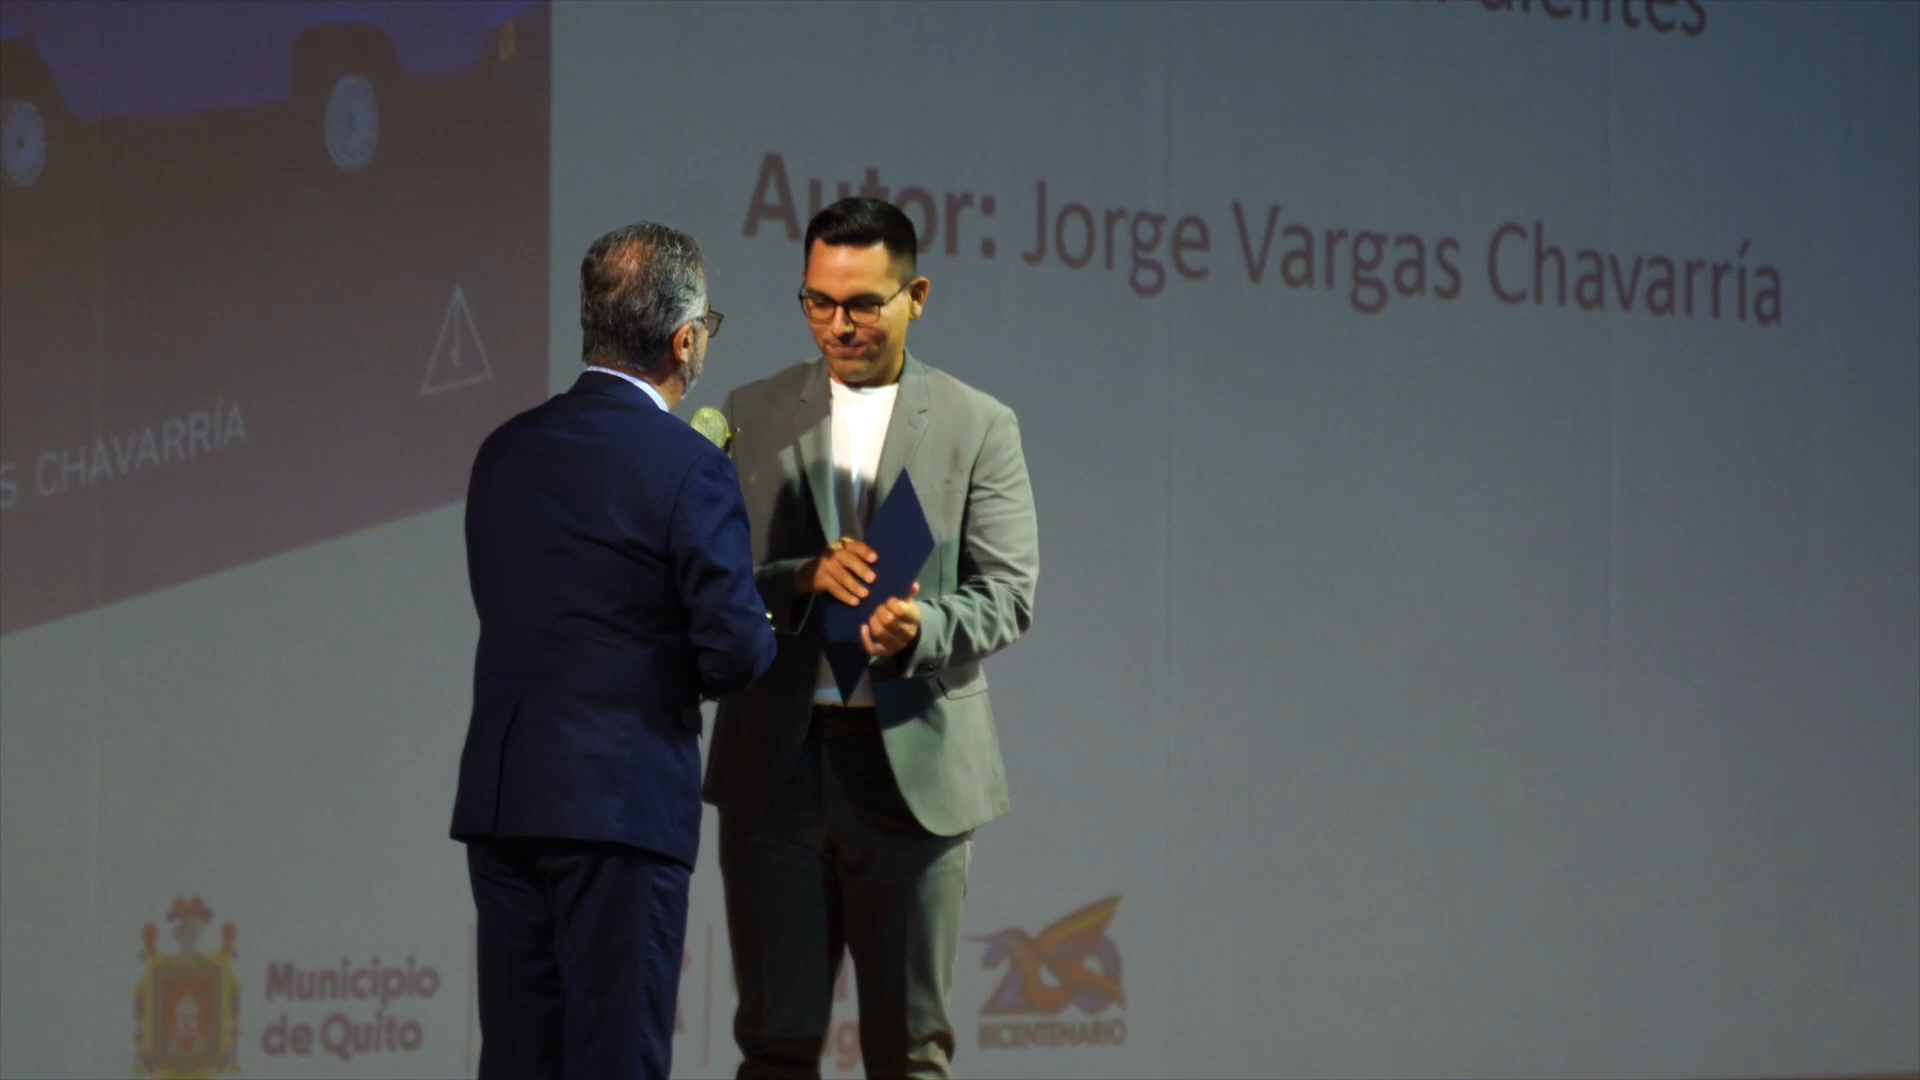 Autor: Jorge Vargas Chavarría
S CHAVARRÍA
Municipio
de Quito
BICENTENARIO